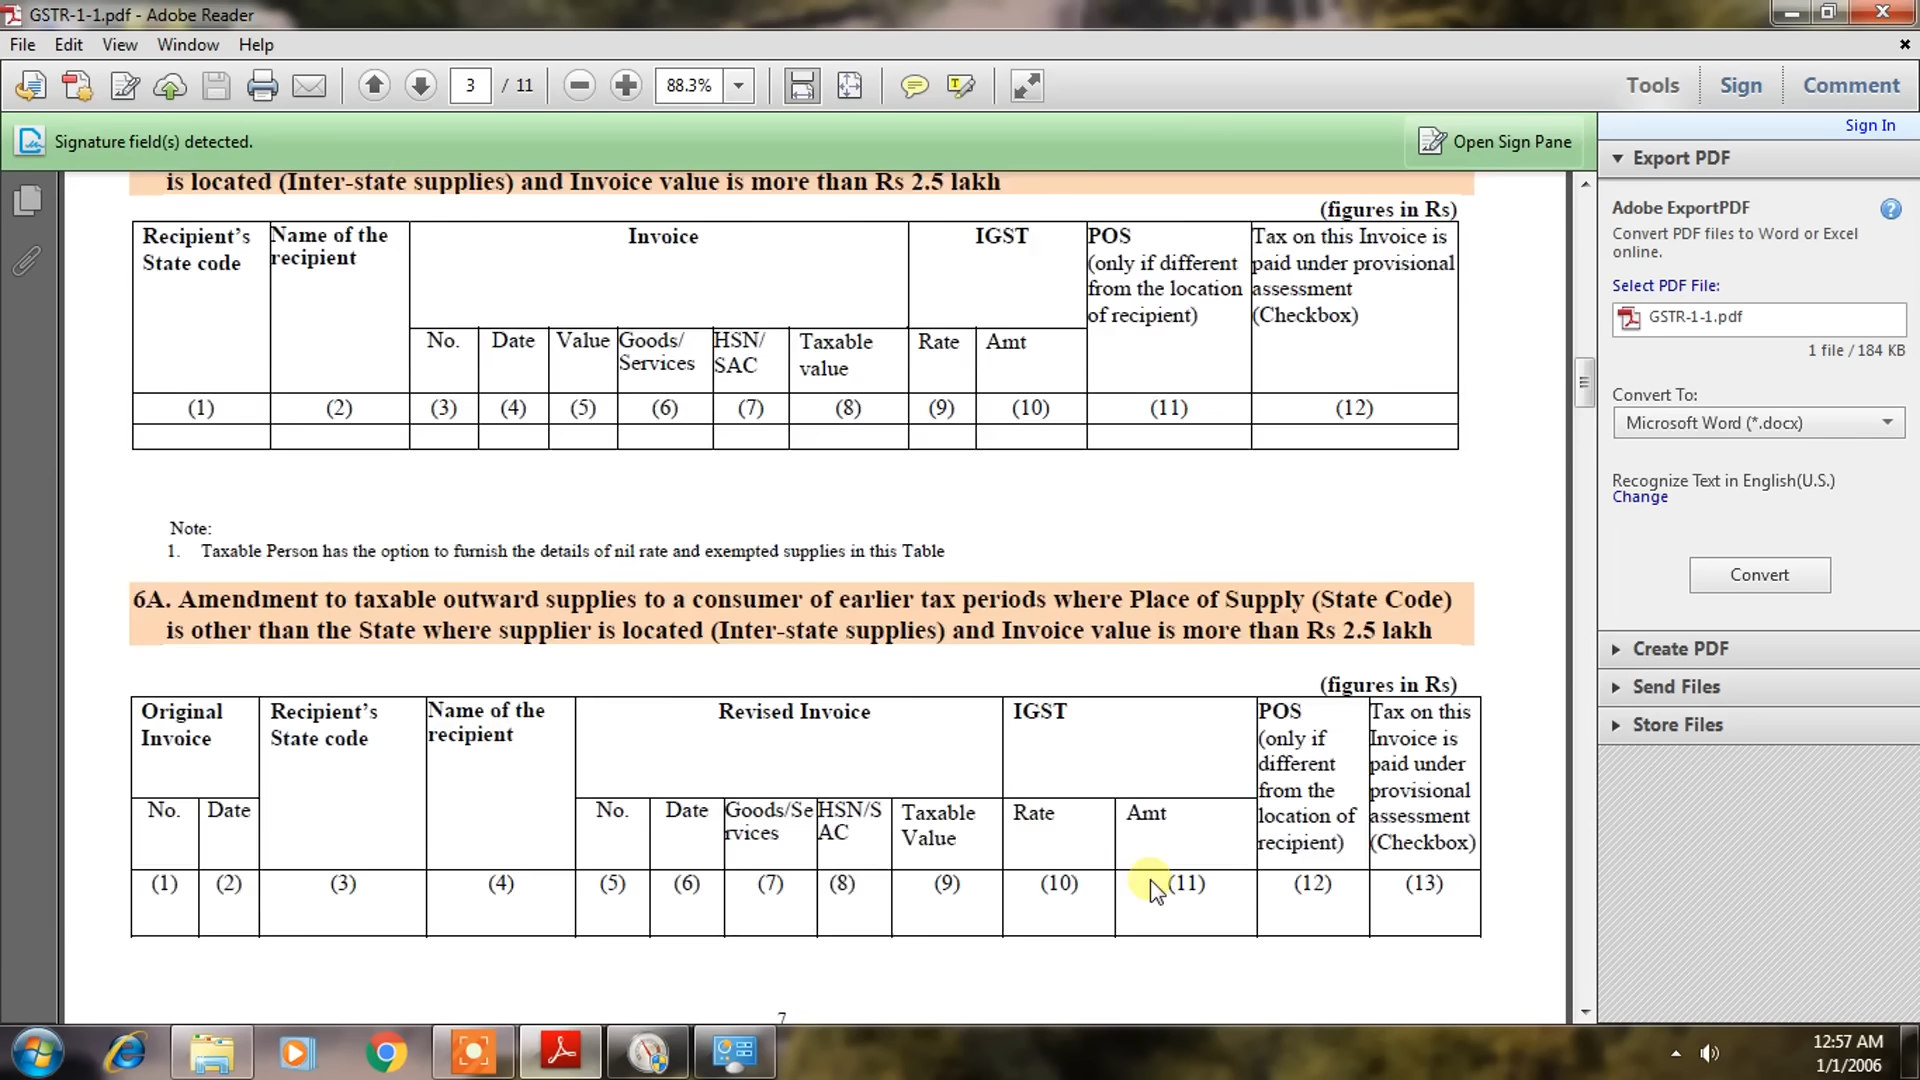 GSTR-1-1.pdf - Adobe Reader
File Edit View Window Help
3 / 11 88.3% Tools Sign Comment
Signature field(s) detected. Open Sign Pane
Sign In
Export PDF
Adobe ExportPDF
Convert PDF files to Word or Excel
online.
Select PDF File:
GSTR-1-1.pdf
1 file / 184 KB
Convert To:
Microsoft Word (*.docx)
Recognize Text in English(U.S.)
Change
Convert
Create PDF
Send Files
Store Files
is located (Inter-state supplies) and Invoice value is more than Rs 2.5 lakh
(figures in Rs)
Recipient's
State code
Name of the
recipient
Invoice
IGST
POS
(only if different
from the location
of recipient)
Tax on this Invoice is
paid under provisional
assessment
(Checkbox)
No.
Date
Value
Goods/
Services
HSN/
SAC
Taxable
value
Rate
Amt
(1) (2) (3) (4) (5) (6) (7) (8) (9) (10) (11) (12)
Note:
1. Taxable Person has the option to furnish the details of nil rate and exempted supplies in this Table
6A. Amendment to taxable outward supplies to a consumer of earlier tax periods where Place of Supply (State Code)
is other than the State where supplier is located (Inter-state supplies) and Invoice value is more than Rs 2.5 lakh
(figures in Rs)
Original
Invoice
Recipient's
State code
Name of the
recipient
Revised Invoice
IGST
POS
(only if
different
from the
location of
recipient)
Tax on this
Invoice is
paid under
provisional
assessment
(Checkbox)
No.
Date
No.
Date
Goods/Se
rvices
HSN/S
AC
Taxable
Value
Rate
Amt
(1) (2) (3) (4) (5) (6) (7) (8) (9) (10) (11) (12) (13)
7
12:57 AM
1/1/2006